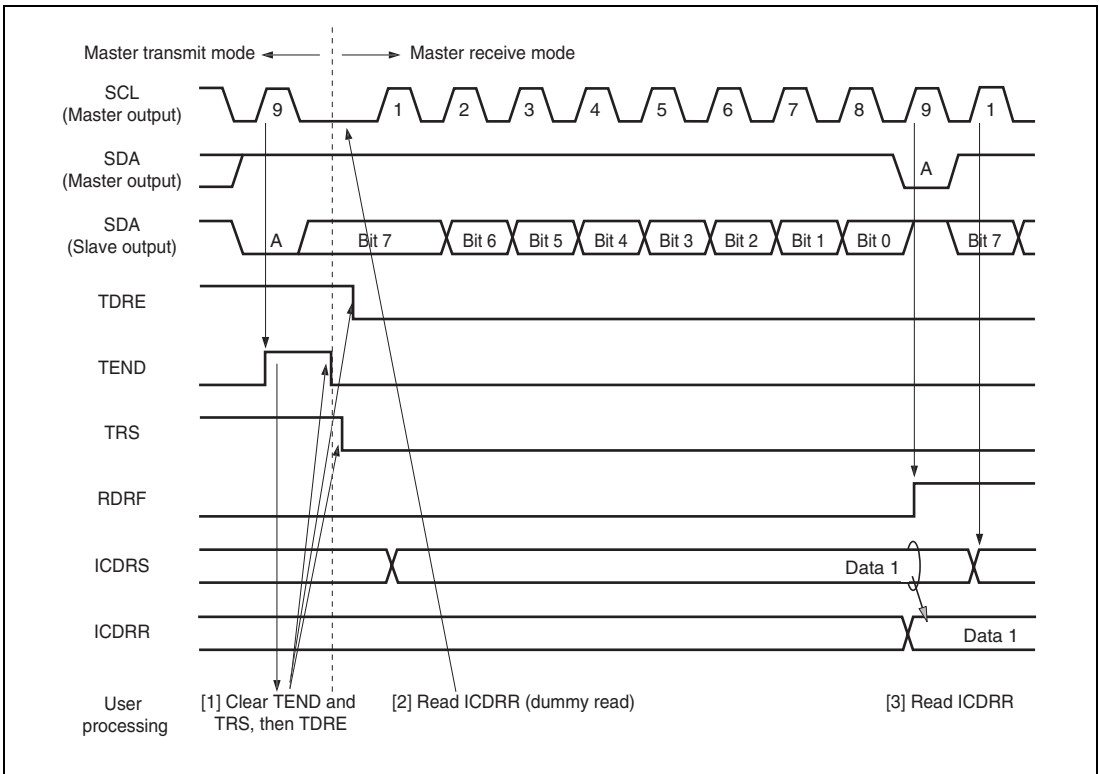 Master transmit mode
Master receive mode
SCL
(Master output)
9
1
2
3
4
5
6
7
8
9
1
SDA
(Master output)
A
SDA
(Slave output)
A
Bit 7
Bit 6
Bit 5
Bit 4
Bit 3
Bit 2
Bit 1
Bit 0
Bit 7
TDRE
TEND
TRS
RDRF
ICDRS
Data 1
ICDRR
Data 1
User
processing
[1] Clear TEND and
TRS, then TDRE
[2] Read ICDRR (dummy read)
[3] Read ICDRR